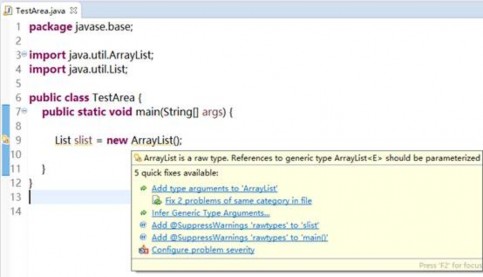 TestArea.java
1 package javase.base;
2
3 import java.util.ArrayList;
4 import java.util.List;
5
6 public class TestArea {
7 public static void main(String[] args) {
8
9 List slist = new ArrayList();
10
11 }
12 }
13
14
ArrayList is a raw type. References to generic type ArrayList<E> should be parameterized
5 quick fixes available:
Add type arguments to 'ArrayList'
Fix 2 problems of same category in file
Infer Generic Type Arguments...
Add @SuppressWarnings 'rawtypes' to 'slist'
Add @SuppressWarnings 'rawtypes' to 'main()'
Configure problem severity
Press 'F2' for focus